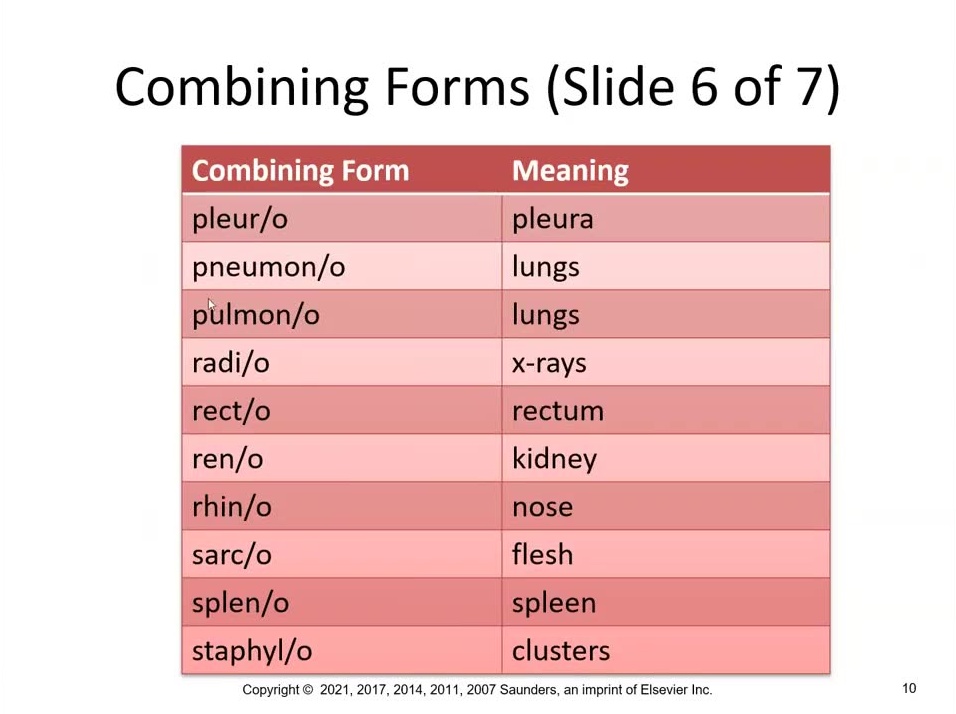 Combining Forms (Slide 6 of 7)
Combining Form Meaning
pleur/o pleura
pneumon/o lungs
pulmon/o lungs
radi/o x-rays
rect/o rectum
ren/o kidney
rhin/o nose
sarc/o flesh
splen/o spleen
staphyl/o clusters
Copyright © 2021, 2017, 2014, 2011, 2007 Saunders, an imprint of Elsevier Inc.
10